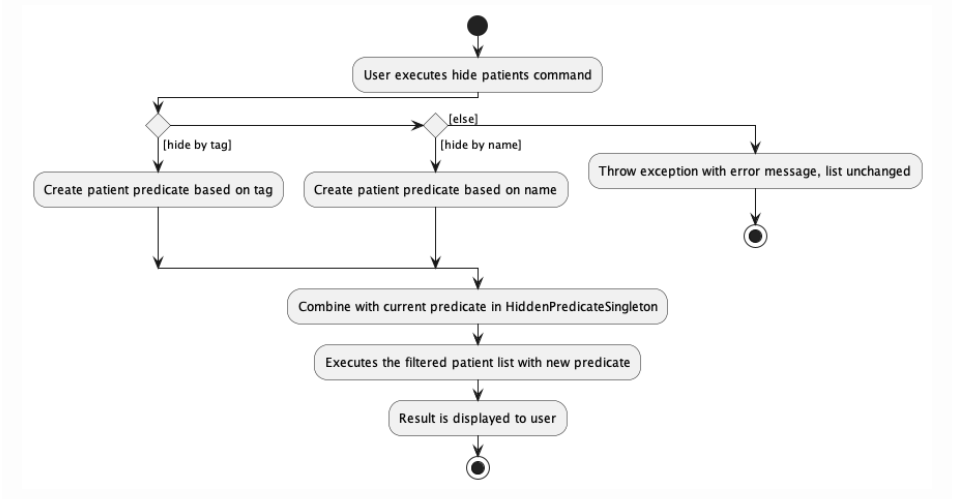 User executes hide patients command
[else]
[hide by tag]
[hide by name]
Throw exception with error message, list unchanged
Create patient predicate based on tag
Create patient predicate based on name
Combine with current predicate in HiddenPredicateSingleton
Executes the filtered patient list with new predicate
Result is displayed to user